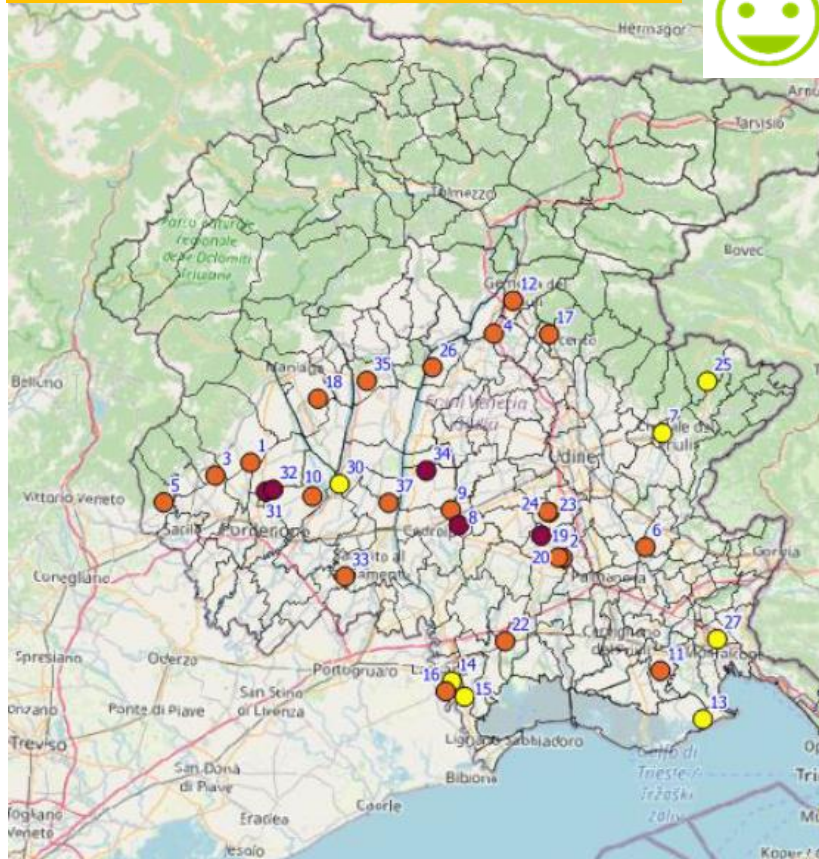 Hermagor
Tarvisio
Tolmezzo
Parco naturale
regionale
delle Dolomiti
Friulane
Bovec
12
Gemona del
4
17
26
35
Maniago
18
25
Belluno
Friuli Venezia
7
1
34
Udine
3
32
30
5
10
31
37
9
24
23
Vittorio Veneto
Sacile
Pordenone
8
Codroipo
19
6
20
2
Gorizia
Palmanova
33
Conegliano
22
27
Cervignano
11
Portogruaro
Oderzo
Spresiano
14
16
15
San Stino
di Livenza
Ponte di Piave
13
Treviso
Lignano Sabbiadoro
Golfo di
Trieste /
Tržaški
zaliv
San Donà
di Piave
Bibione
Caorle
Eraclea
Jesolo
Veneto
Koper /